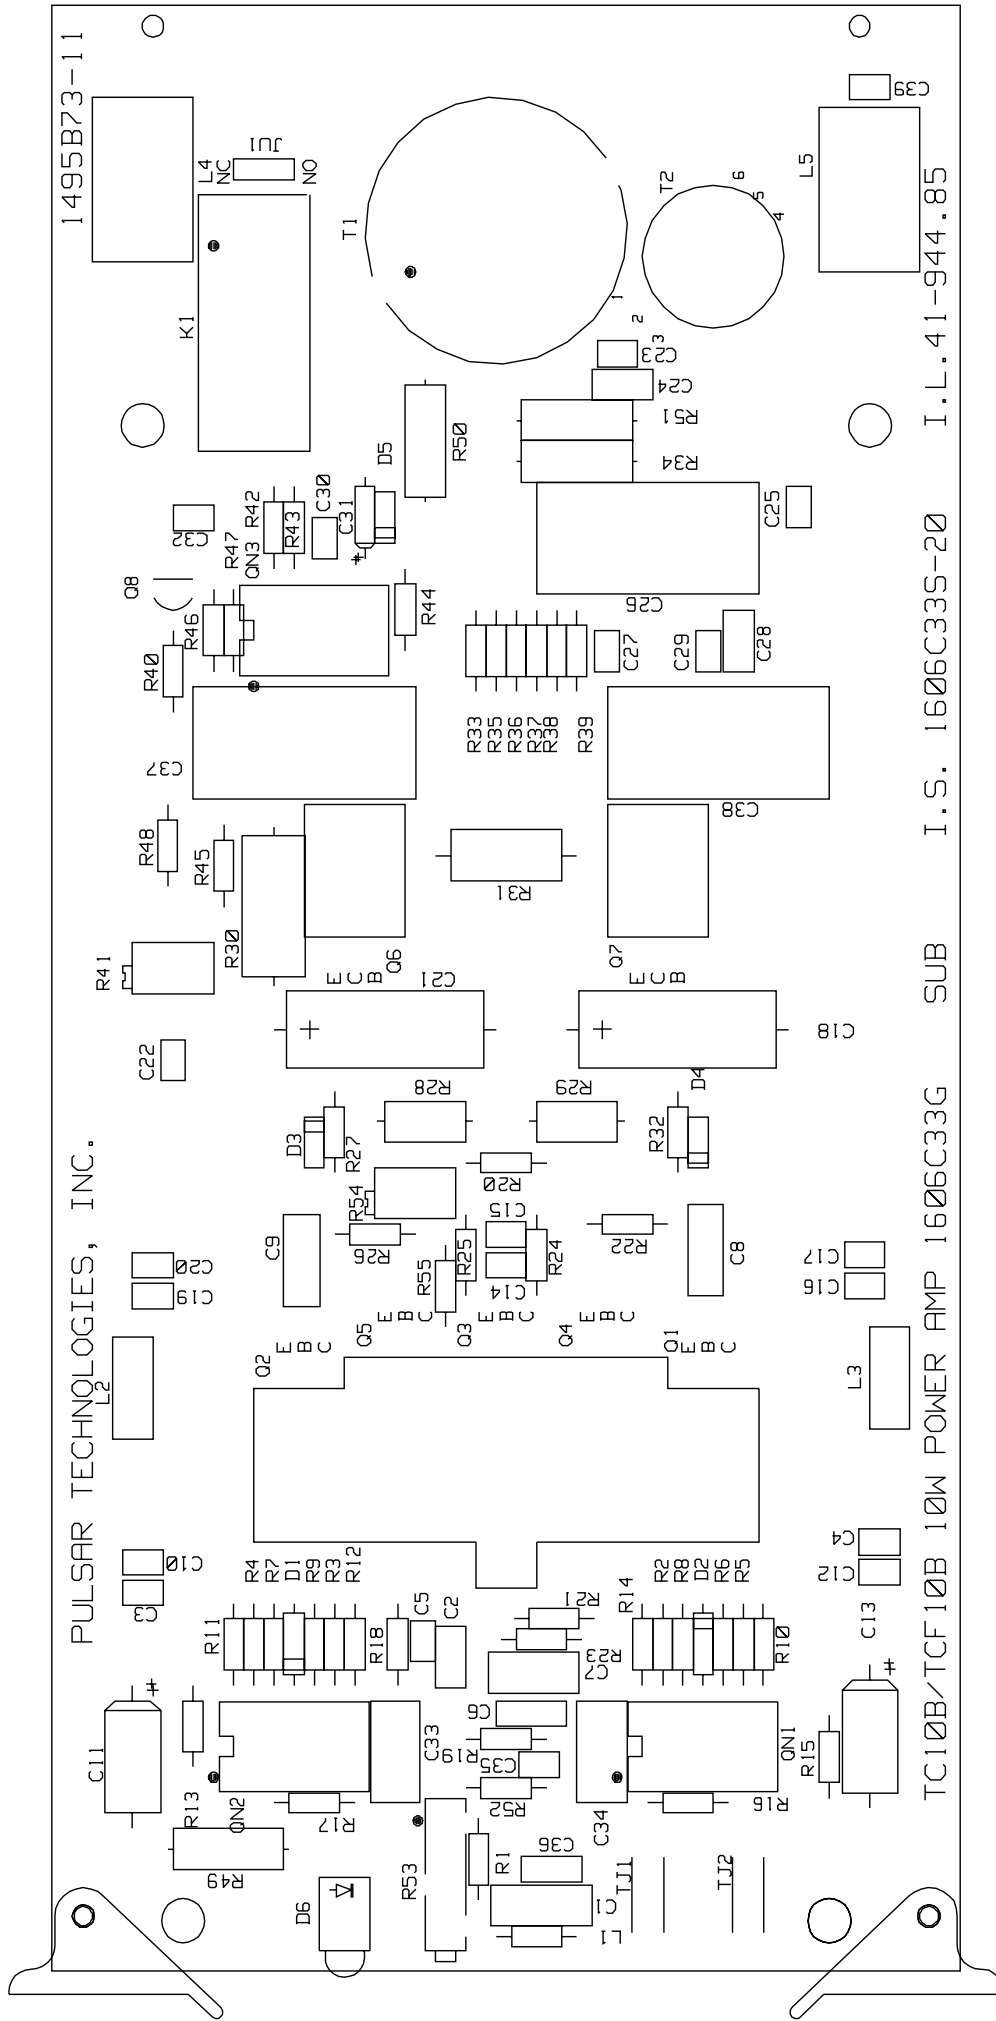 1495B73-11
L4
NC
JU1
NO
C39
L5
T1
T2
6
5
4
K1
1
2
3
I.L.41-944.85
C23
C24
R51
R34
D5
R50
C30
C31
+
R42
R43
C32
R47
QN3
C25
C26
Q8
R46
R44
R40
C27
C29
C28
I.S. 1606C33S-20
R33
R35
R36
R37
R38
R39
C37
C38
R48
R45
R31
R30
Q6
Q7
R41
E
C
B
C21
E
C
B
SUB
+
+
C18
C22
R28
R29
D4
D3
R27
R32
R20
R54
C15
R26
R25
R24
R22
C9
C8
C20
C19
R55
C14
C17
C16
PULSAR TECHNOLOGIES, INC.
Q5
E
B
C
Q3
E
B
C
Q4
E
B
C
Q2
E
B
C
Q1
E
B
C
L2
L3
TC10B/TCF10B 10W POWER AMP 1606C33G
C10
C3
C4
C12
R4
R7
D1
R9
R3
R12
R14
R2
R8
D2
R6
R5
R21
R11
R18
C5
C2
R23
C7
R10
C13
+
+
C11
C6
C33
R19
C35
R52
QN1
R15
R13
QN2
R17
C34
R16
R49
D6
R53
R1
C36
C1
L1
TJ1
TJ2